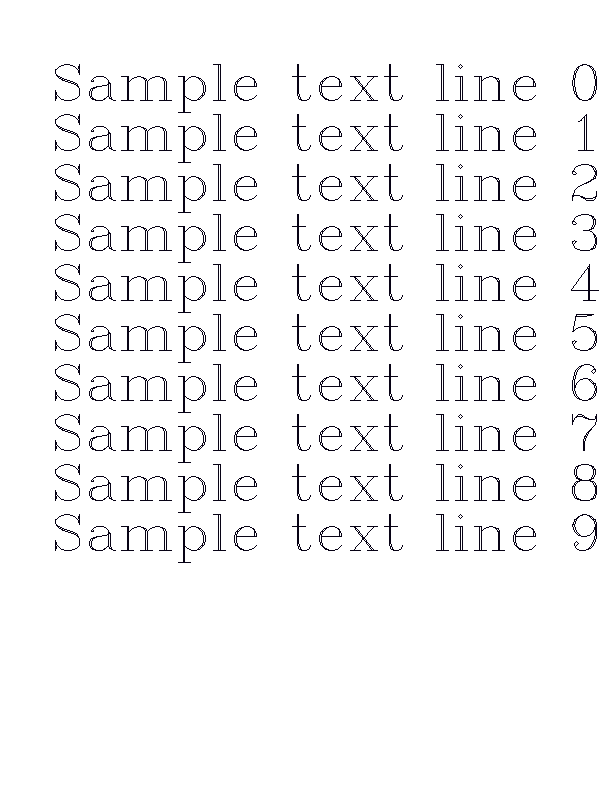 Sample text line 0
Sample text line 1
Sample text line 2
Sample text line 3
Sample text line 4
Sample text line 5
Sample text line 6
Sample text line 7
Sample text line 8
Sample text line 9